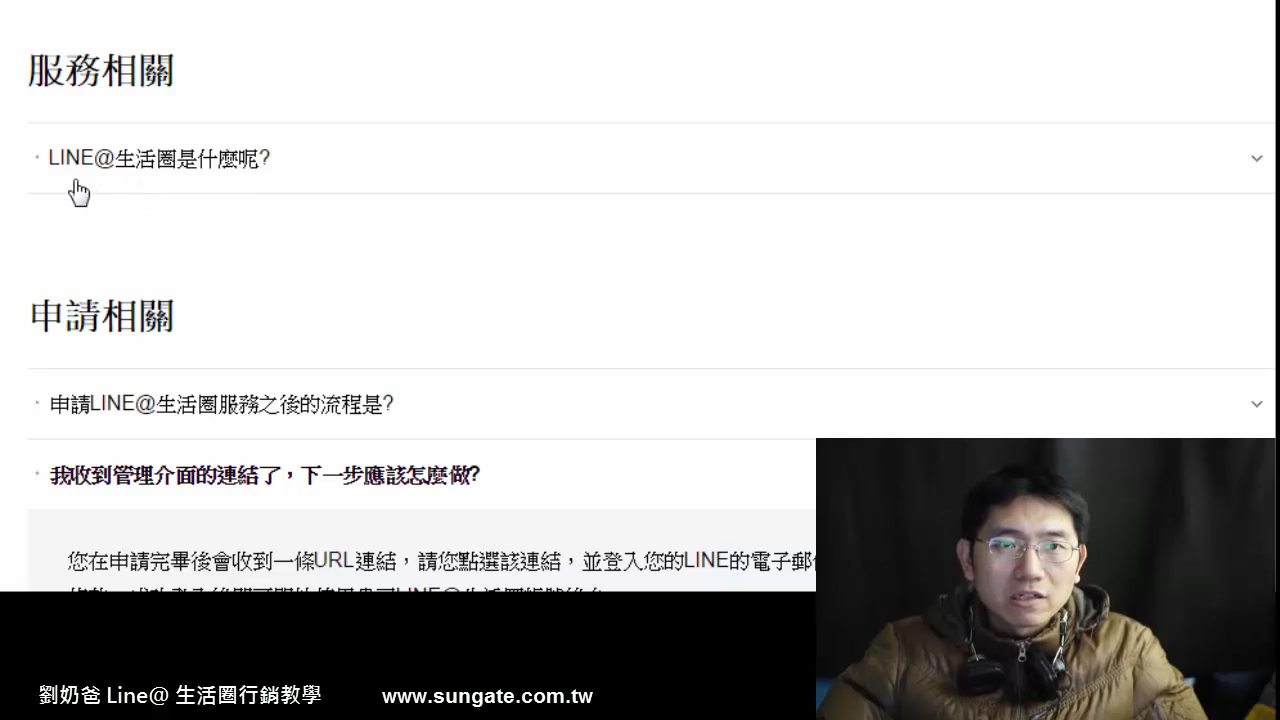 服務相關
LINE@生活圈是什麼呢?
申請相關
申請LINE@生活圈服務之後的流程是?
我收到管理介面的連結了，下一步應該怎麼做?
您在申請完畢後會收到一條URL連結，請您點選該連結，並登入您的LINE的電子郵
劉奶爸 Line@ 生活圈行銷教學
www.sungate.com.tw